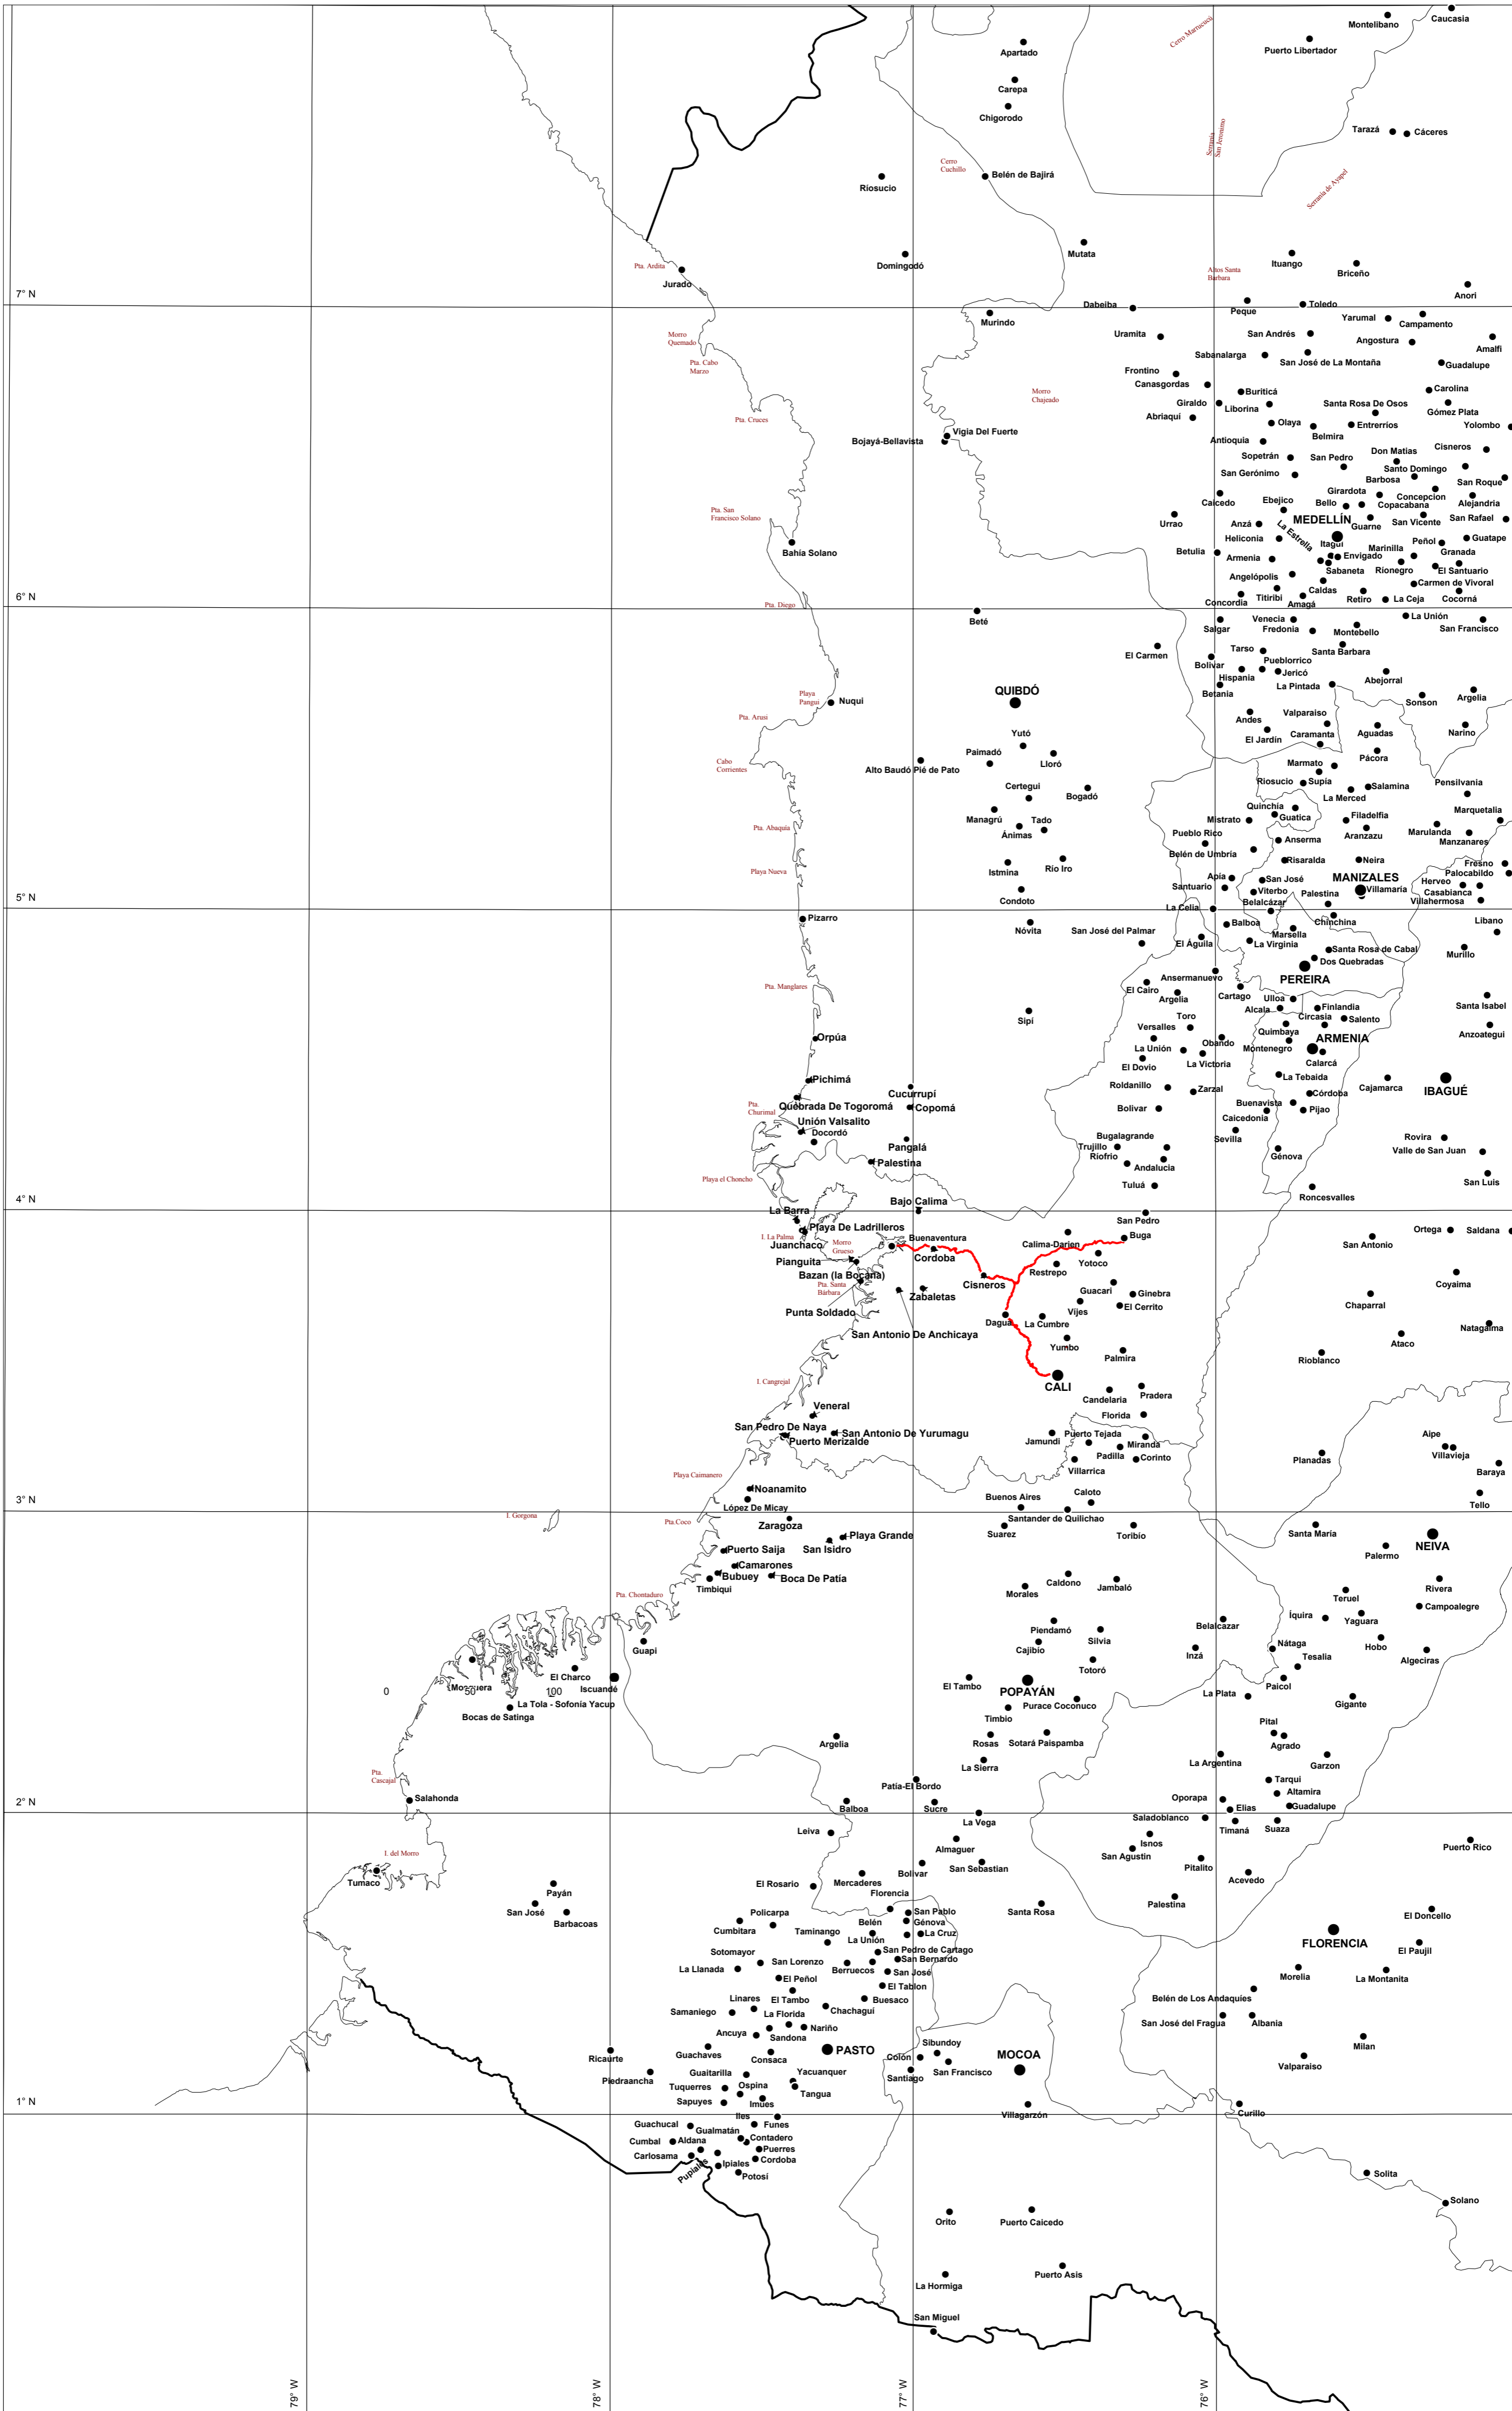 Montelibano
Caucasia
Cerro Marrucucú
Apartado
Puerto Libertador
Carepa
Chigorodo
Tarazá
Cáceres
Serranía
San Jeronimo
Cerro
Cuchillo
Riosucio
Belén de Bajirá
Serranía de Ayapel
Mutata
Ituango
Domingodó
Pta. Ardita
Briceño
Altos Santa
Bárbara
Jurado
Anori
7° N
Dabeiba
Peque
Toledo
Murindo
Yarumal
Campamento
Morro
Quemado
Uramita
San Andrés
Angostura
Amalfi
Sabanalarga
San José de La Montaña
Guadalupe
Pta. Cabo
Marzo
Frontino
Canasgordas
Buriticá
Carolina
Morro
Chajeado
Giraldo
Liborina
Santa Rosa De Osos
Gómez Plata
Abriaquí
Olaya
Belmira
Entrerríos
Yolombo
Pta. Cruces
Vigia Del Fuerte
Bojayá-Bellavista
Antioquia
Cisneros
Sopetrán
San Pedro
Don Matias
San Gerónimo
Santo Domingo
Barbosa
San Roque
Caicedo
Ebejico
Girardota
Bello
Concepcion
Copacabana
Alejandria
Pta. San
Francisco Solano
Urrao
Anzá
MEDELLÍN
Guarne
San Vicente
San Rafael
Bahía Solano
Heliconia
La Estrella
Itagui
Peñol
Guatape
Betulia
Armenia
Envigado
Marinilla
Granada
Sabaneta
Rionegro
El Santuario
Angelópolis
Caldas
Carmen de Vivoral
Titiribi
Concordia
Amagá
Retiro
La Ceja
Cocorná
6° N
Pta. Diego
Beté
Salgar
Venecia
Fredonia
Montebello
La Unión
San Francisco
El Carmen
Tarso
Santa Barbara
Bolivar
Pueblorrico
Hispania
Jericó
Abejorral
Betania
La Pintada
QUIBDÓ
Playa
Pangui
Nuqui
Sonson
Argelia
Pta. Arusi
Andes
Valparaiso
El Jardín
Caramanta
Aguadas
Narino
Yutó
Paimadó
Lloró
Pácora
Cabo
Corrientes
Alto Baudó Pié de Pato
Marmato
Riosucio
Supía
Salamina
Pensilvania
Certegui
Bogadó
La Merced
Managrú
Quinchía
Guatica
Marquetalia
Ánimas
Tado
Mistrato
Filadelfia
Aranzazu
Marulanda
Manzanares
Pta. Abaquía
Pueblo Rico
Anserma
Belén de Umbría
Istmina
Río Iro
Risaralda
Neira
Fresno
Playa Nueva
Apía
San José
MANIZALES
Palocabildo
Santuario
Viterbo
Villamaría
Herveo
Casabianca
Condoto
Palestina
Villahermosa
5° N
La Celia
Belalcázar
Chinchina
Pizarro
Nóvita
Balboa
Marsella
Libano
San José del Palmar
El Águila
La Virginia
Santa Rosa de Cabal
Murillo
Dos Quebradas
Ansermanuevo
PEREIRA
Pta. Manglares
El Cairo
Argelia
Cartago
Ulloa
Santa Isabel
Alcala
Finlandia
Sipí
Circasia
Salento
Toro
Versalles
Quimbaya
Anzoategui
Orpúa
La Unión
Obando
Montenegro
ARMENIA
El Dovio
La Victoria
Calarcá
Pichimá
La Tebaida
Cajamarca
IBAGUÉ
Cucurrupí
Roldanillo
Zarzal
Córdoba
Quebrada De Togoromá
Copomá
Bolivar
Buenavista
Pijao
Pta.
Churimal
Unión Valsalito
Caicedonia
Docordó
Sevilla
Pangalá
Bugalagrande
Trujillo
Rovira
Palestina
Riofrio
Andalucia
Génova
Valle de San Juan
Playa el Choncho
Tuluá
Roncesvalles
San Luis
4° N
Bajo Calima
San Pedro
La Barra
Playa De Ladrilleros
I. La Palma
Juanchaco
Morro
Grueso
Buenaventura
Cordoba
Calima-Darien
Buga
San Antonio
Ortega
Saldana
Yotoco
Pianguita
Restrepo
Bazan (la Bocana)
Cisneros
Coyaima
Pta. Santa
Bárbara
Zabaletas
Guacari
Ginebra
Chaparral
Punta Soldado
Vijes
El Cerrito
Dagua
La Cumbre
Natagaima
San Antonio De Anchicaya
Yumbo
Ataco
Palmira
Rioblanco
I. Cangrejal
CALI
Pradera
Candelaria
Veneral
Florida
San Pedro De Naya
San Antonio De Yurumagu
Puerto Merizalde
Jamundi
Puerto Tejada
Miranda
Aipe
Padilla
Corinto
Villavieja
Planadas
Villarrica
Baraya
Playa Caimanero
Noanamito
Tello
López De Micay
Buenos Aires
Caloto
3° N
I. Gorgona
Pta.Coco
Zaragoza
Santander de Quilichao
Suarez
Toribio
Santa María
NEIVA
Playa Grande
San Isidro
Palermo
Puerto Saija
Camarones
Bubuey
Boca De Patía
Timbiqui
Pta. Chontaduro
Caldono
Jambaló
Morales
Teruel
Rivera
Campoalegre
Piendamó
Íquira
Yaguara
Belalcazar
Silvia
Guapi
Cajibio
Nátaga
Hobo
Algeciras
Inzá
Tesalia
El Charco
Totoró
Mosquera
0
50
100
Iscuandé
El Tambo
POPAYÁN
Paicol
La Plata
Gigante
La Tola - Sofonía Yacup
Purace Coconuco
Bocas de Satinga
Timbio
Argelia
Rosas
Sotará Paispamba
Pital
Agrado
La Sierra
La Argentina
Garzon
Pta.
Cascajal
Patía-El Bordo
Tarqui
Altamira
Salahonda
Balboa
Sucre
Oporapa
Elias
Guadalupe
2° N
La Vega
Saladoblanco
Timaná
Suaza
Leiva
Almaguer
Isnos
Puerto Rico
I. del Morro
San Agustin
Bolivar
San Sebastian
Pitalito
Tumaco
Mercaderes
Acevedo
Payán
El Rosario
Florencia
Palestina
San José
Santa Rosa
Barbacoas
Policarpa
San Pablo
El Doncello
Cumbitara
Belén
Génova
Taminango
La Unión
La Cruz
FLORENCIA
El Paujil
Sotomayor
San Pedro de Cartago
San Lorenzo
San Bernardo
La Llanada
Berruecos
San José
Morelia
La Montanita
El Peñol
El Tablon
El Tambo
Belén de Los Andaquies
Linares
Chachaguí
Buesaco
Samaniego
La Florida
San José del Fragua
Albania
Nariño
Ancuya
Sandona
Milan
Guachaves
Consaca
PASTO
Sibundoy
Ricaurte
Colón
MOCOA
Valparaiso
Guaitarilla
San Francisco
Piedraancha
Yacuanquer
Santiago
Tuquerres
Ospina
Tangua
Sapuyes
Imués
Villagarzón
Curillo
1° N
Iles
Funes
Guachucal
Gualmatán
Contadero
Cumbal
Aldana
Puerres
Carlosama
Ipiales
Cordoba
Pupiales
Potosi
Solita
Solano
Orito
Puerto Caicedo
La Hormiga
Puerto Asis
San Miguel
79° W
78° W
77° W
76° W